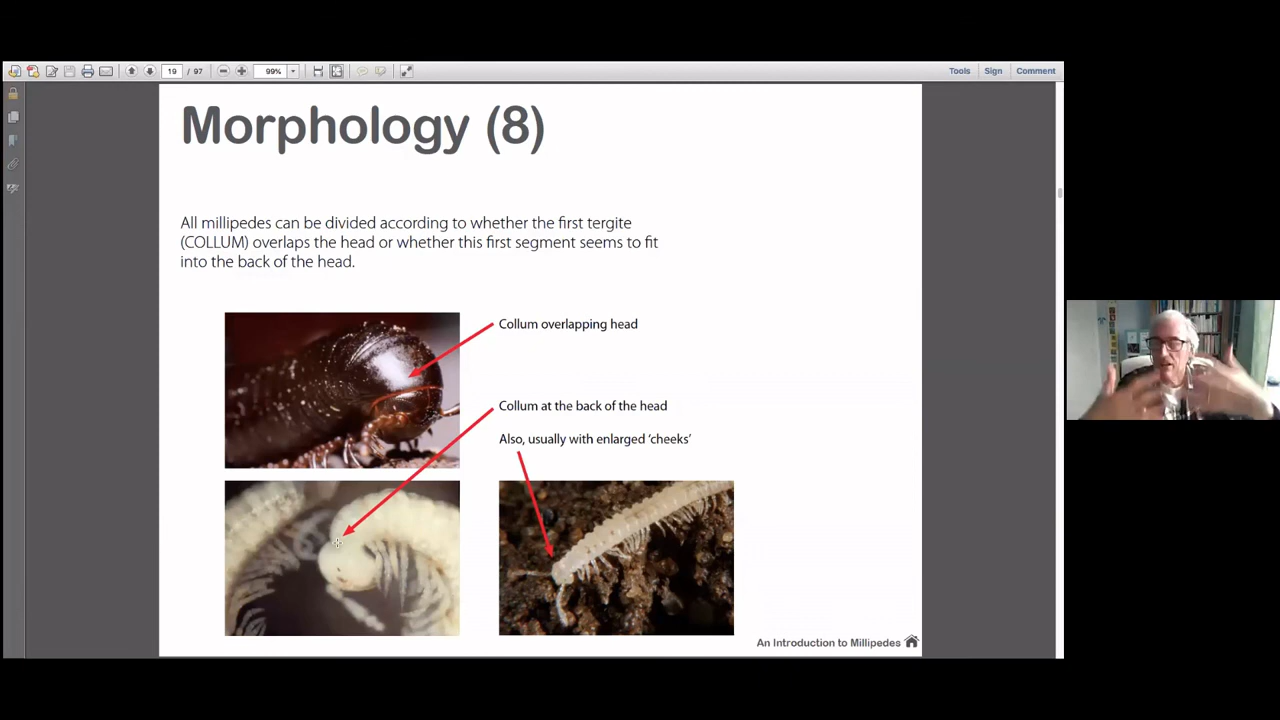 19 / 97
99%
Tools
Sign
Comment
Morphology (8)
All millipedes can be divided according to whether the first tergite
(COLLUM) overlaps the head or whether this first segment seems to fit
into the back of the head.
Collum overlapping head
Collum at the back of the head
Also, usually with enlarged ‘cheeks’
An Introduction to Millipedes